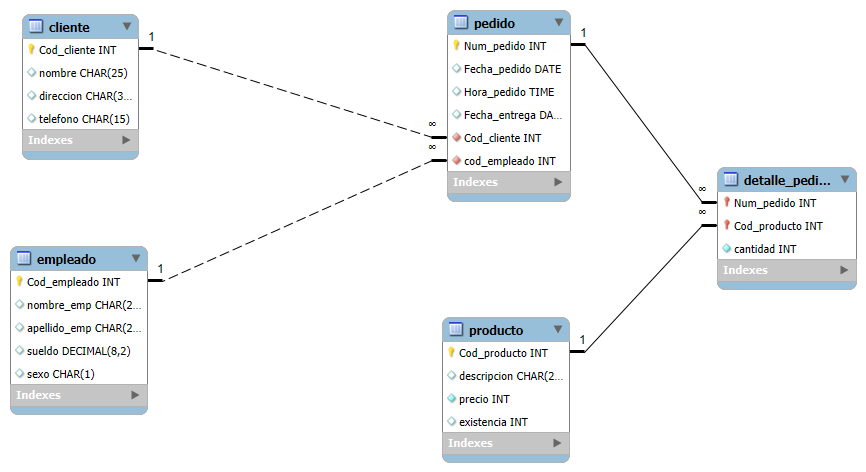 cliente
Cod_cliente INT
nombre CHAR(25)
direccion CHAR(3...
telefono CHAR(15)
Indexes
1
pedido
Num_pedido INT
Fecha_pedido DATE
Hora_pedido TIME
Fecha_entrega DA...
Cod_cliente INT
cod_empleado INT
Indexes
1
∞
∞
detalle_pedi...
Num_pedido INT
Cod_producto INT
cantidad INT
Indexes
∞
∞
empleado
Cod_empleado INT
nombre_emp CHAR(2...
apellido_emp CHAR(2...
sueldo DECIMAL(8,2)
sexo CHAR(1)
Indexes
1
producto
Cod_producto INT
descripcion CHAR(2...
precio INT
existencia INT
Indexes
1